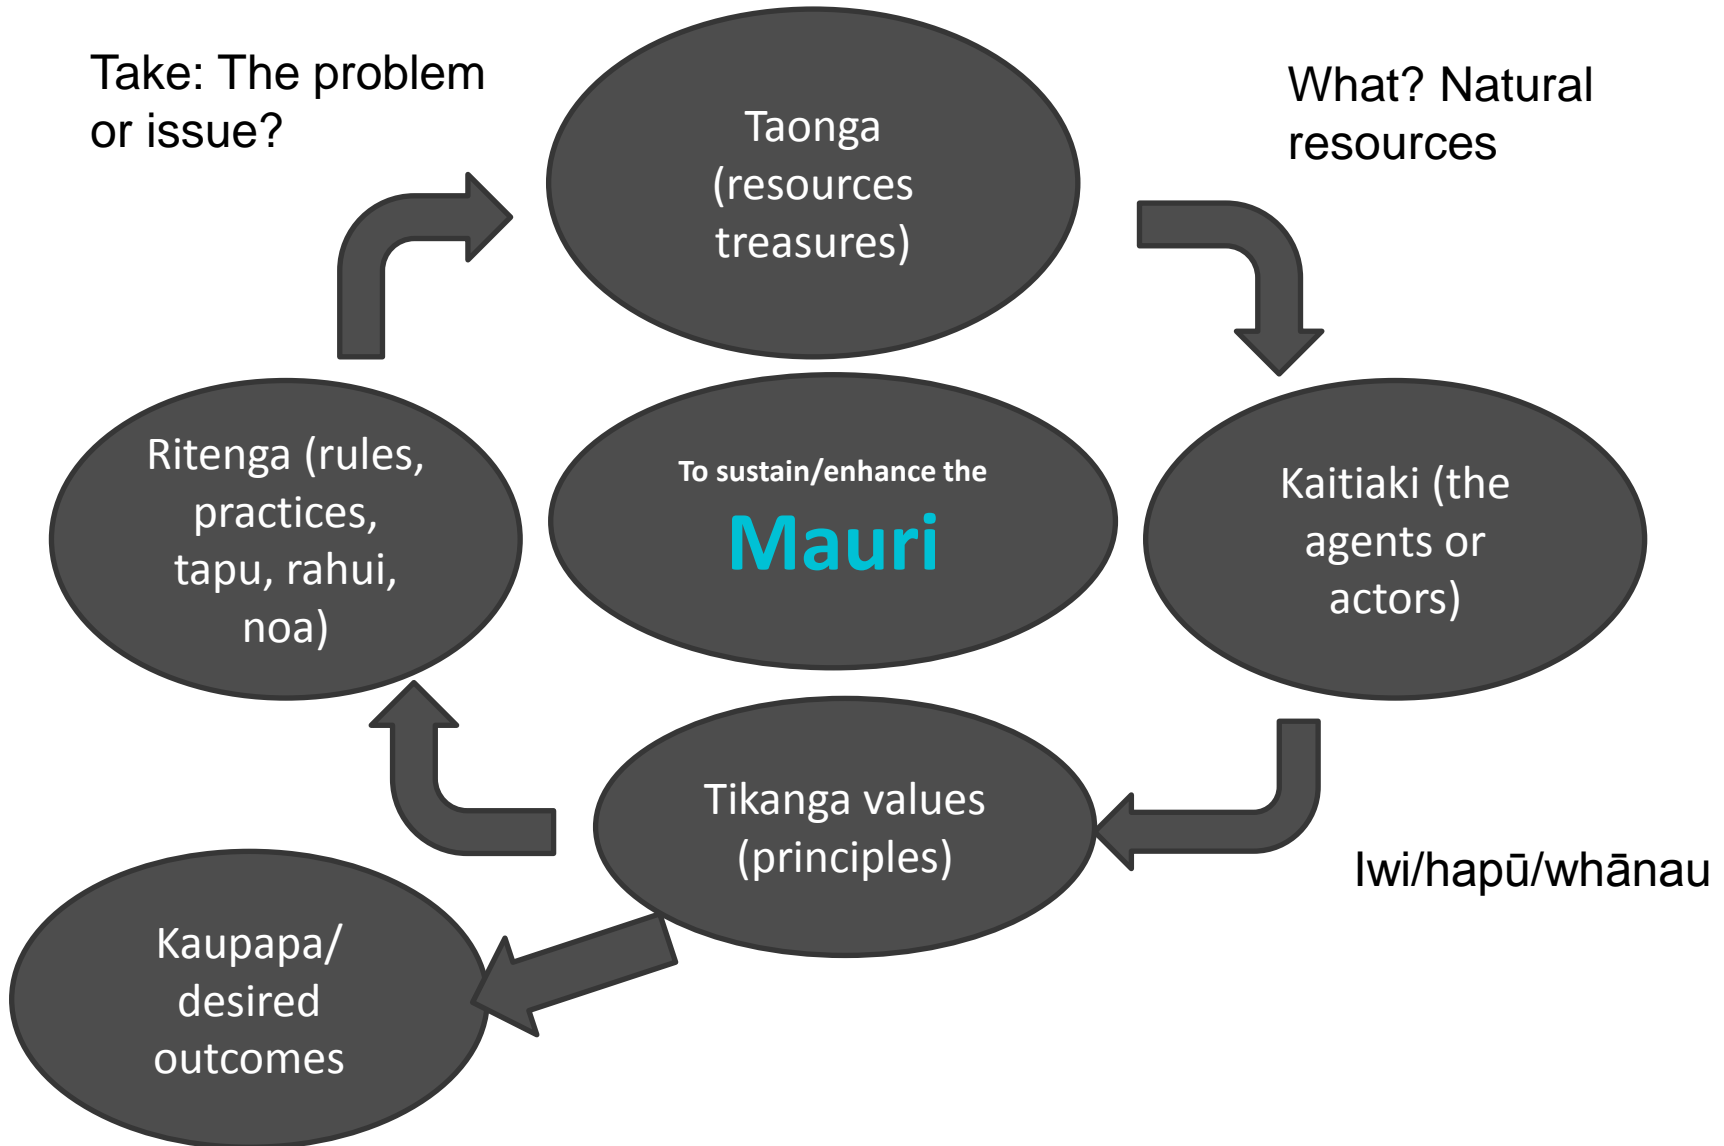 Take: The problem
or issue?
What? Natural
resources
Taonga
(resources
treasures)
Ritenga (rules,
practices,
tapu, rahui,
noa)
To sustain/enhance the
Mauri
Kaitiaki (the
agents or
actors)
Tikanga values
(principles)
Iwi/hapū/whānau
Kaupapa/
desired
outcomes